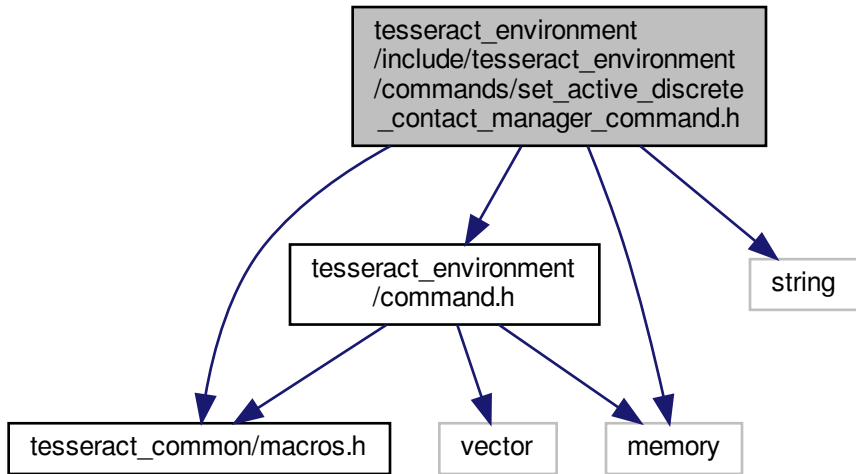 tesseract_environment
/include/tesseract_environment
/commands/set_active_discrete
_contact_manager_command.h
tesseract_environment
/command.h
string
tesseract_common/macros.h
vector
memory